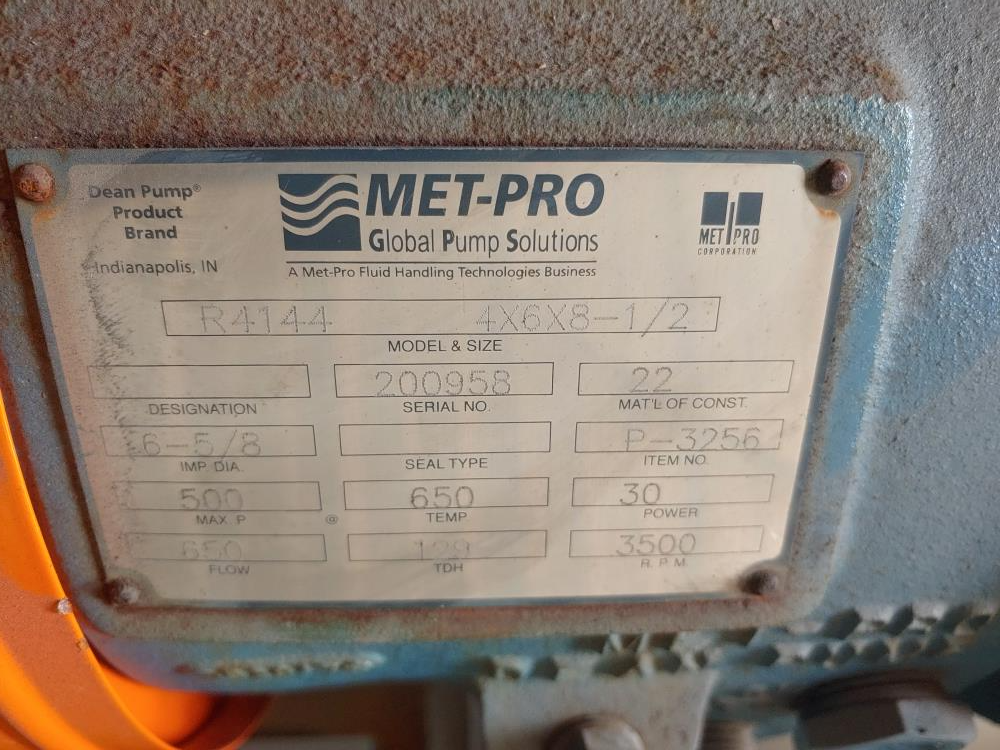 Dean Pump®
Product
Brand
Indianapolis, IN
MET-PRO
Global Pump Solutions
A Met-Pro Fluid Handling Technologies Business
MET PRO
CORPORATION
R4144 4X6X8-1/2
MODEL & SIZE
200958 22
DESIGNATION SERIAL NO. MAT'L OF CONST.
6-5/8 P-3256
IMP. DIA. SEAL TYPE ITEM NO.
500 650 30
MAX. P @ TEMP POWER
650 3500
FLOW TDH R.P.M.